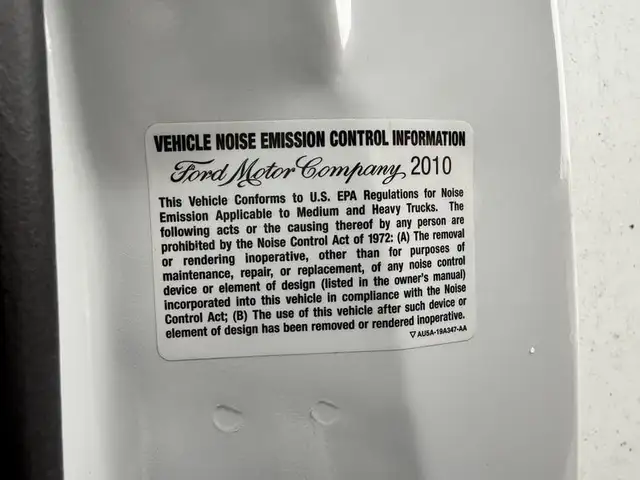 VEHICLE NOISE EMISSION CONTROL INFORMATION
Ford Motor Company 2010
This Vehicle Conforms to U.S. EPA Regulations for Noise
Emission Applicable to Medium and Heavy Trucks. The
following acts or the causing thereof by any person are
prohibited by the Noise Control Act of 1972: (A) The removal
or rendering inoperative, other than for purposes of
maintenance, repair, or replacement, of any noise control
device or element of design (listed in the owner's manual)
incorporated into this vehicle in compliance with the Noise
Control Act; (B) The use of this vehicle after such device or
element of design has been removed or rendered inoperative.
▽ AU5A-19A347-AA